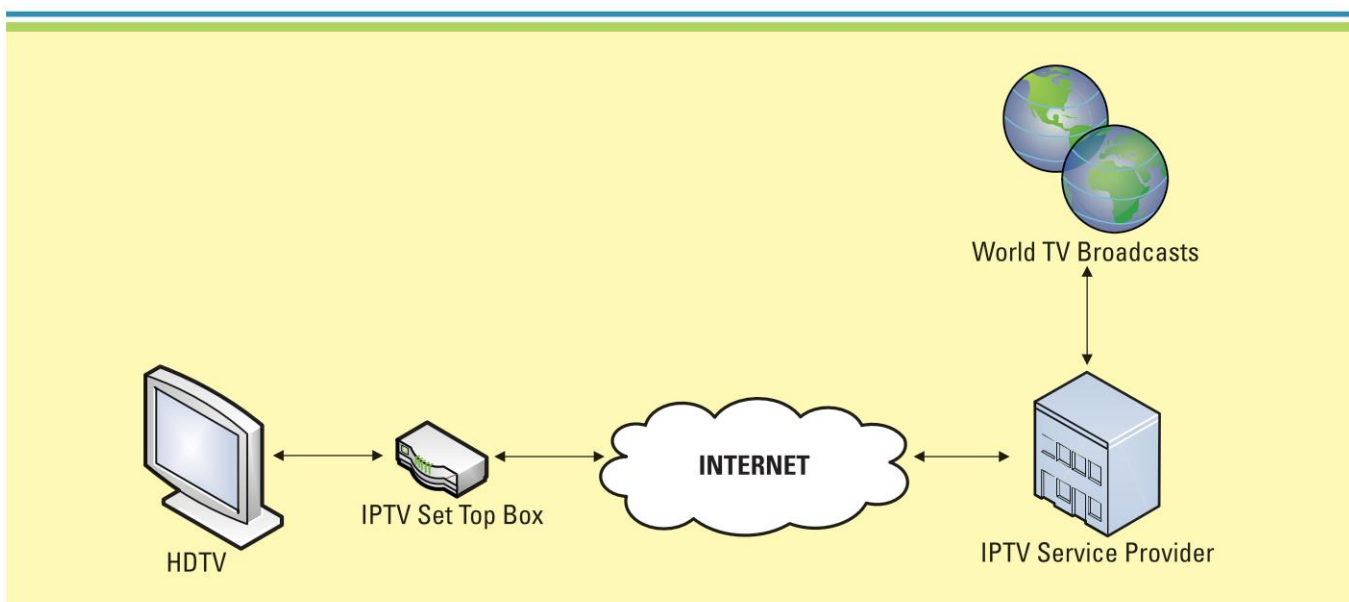 World TV Broadcasts
INTERNET
IPTV Set Top Box
HDTV
IPTV Service Provider